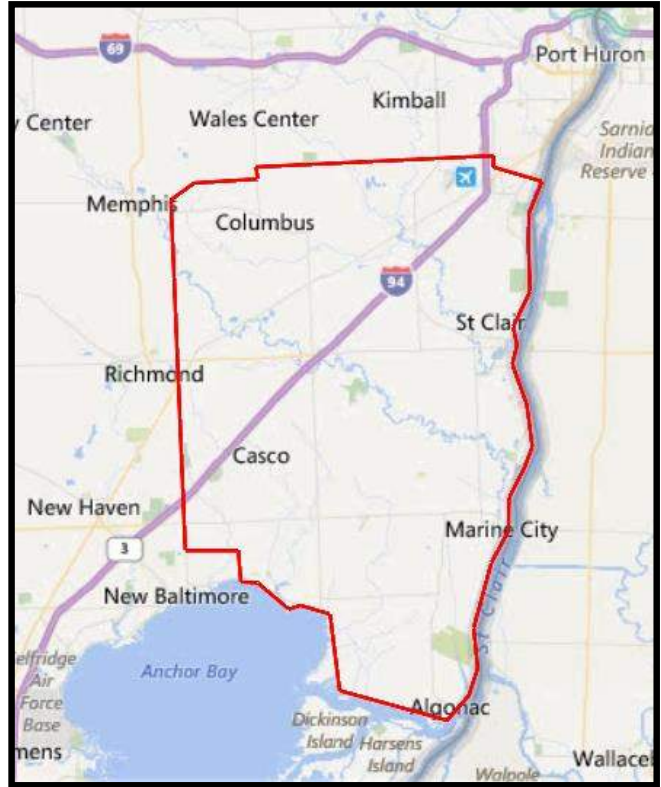 69
Port Huron
Kimball
y Center
Wales Center
Sarnia
Indian
Reserve
Memphis
Columbus
94
St Clair
Richmond
Casco
New Haven
Marine City
3
New Baltimore
St Clair
elfridge
Air
Force
Base
Anchor Bay
Algonac
Dickinson
Island
Harsens
Island
mens
Wallace
Walpole